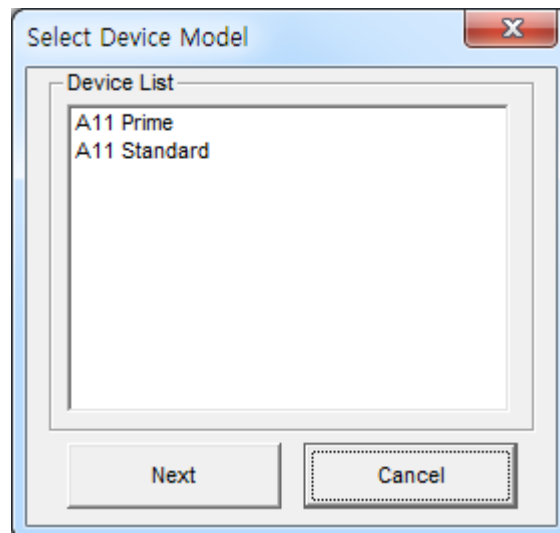 Select Device Model
Device List
A11 Prime
A11 Standard
Next
Cancel